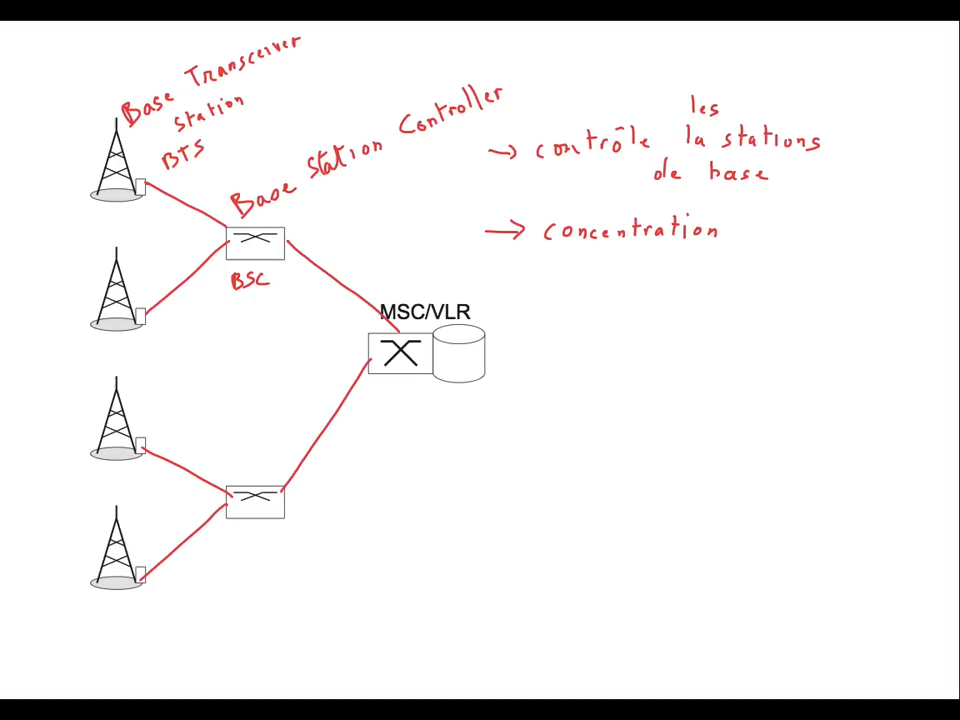 Base Transceiver
station
BTS
Base Station Controller
BSC
→ contrôle la stations
les
de base
→ concentration
MSC/VLR